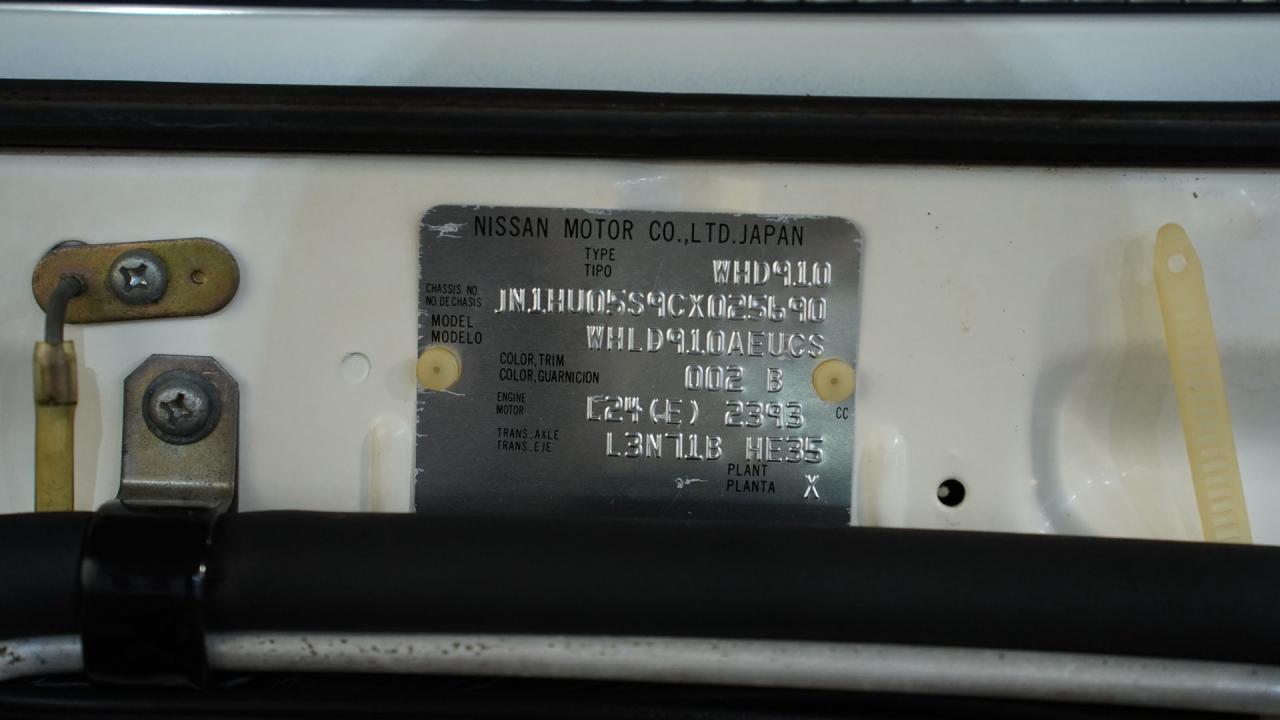 NISSAN MOTOR CO.,LTD.JAPAN
TYPE
TIPO WHD910
CHASSIS NO
NO.DE CHASIS JN1HU05S9CX025690
MODEL
MODELO WHLD910AEUCS
COLOR,TRIM
COLOR,GUARNICION 002 B
ENGINE
MOTOR L24(E) 2393 CC
TRANS.,AXLE
TRANS.,EJE L3N71B HE35
PLANT
PLANTA X